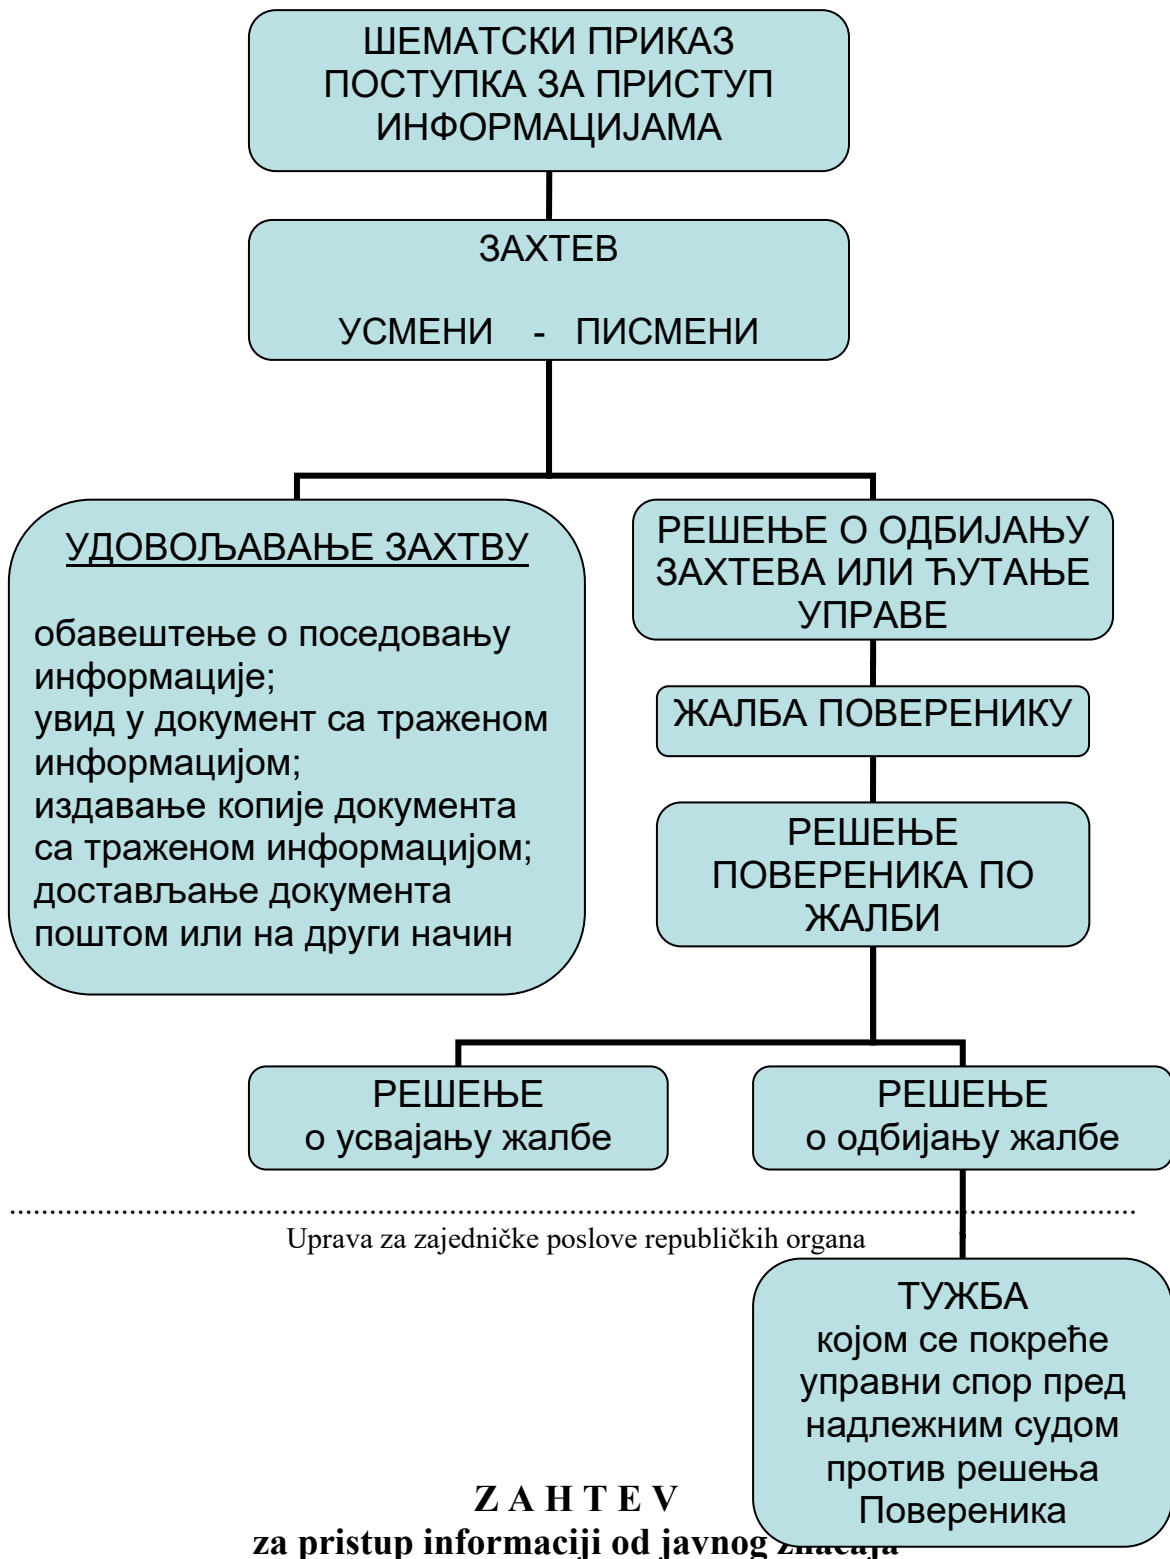 ШЕМАТСКИ ПРИКАЗ
ПОСТУПКА ЗА ПРИСТУП
ИНФОРМАЦИЈАМА
ЗАХТЕВ
УСМЕНИ - ПИСМЕНИ
УДОВОЉАВАЊЕ ЗАХТВУ
обавештење о поседовању
информације;
увид у документ са траженом
информацијом;
издавање копије документа
са траженом информацијом;
достављање документа
поштом или на други начин
РЕШЕЊЕ О ОДБИЈАЊУ
ЗАХТЕВА ИЛИ ЋУТАЊЕ
УПРАВЕ
ЖАЛБА ПОВЕРЕНИКУ
РЕШЕЊЕ
ПОВЕРЕНИКА ПО
ЖАЛБИ
РЕШЕЊЕ
о усвајању жалбе
РЕШЕЊЕ
о одбијању жалбе
Uprava za zajedničke poslove republičkih organa
ТУЖБА
којом се покреће
управни спор пред
надлежним судом
против решења
Повереника
Z A H T E V
za pristup informaciji od javnog značaja